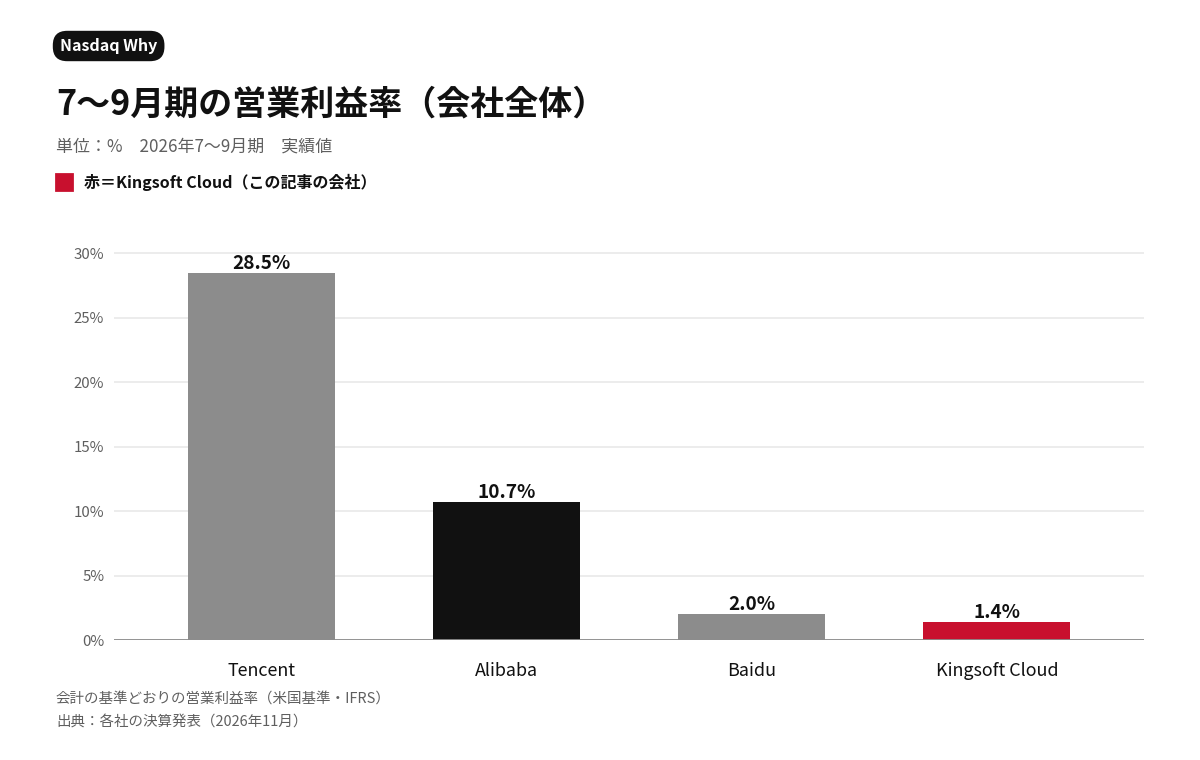 Nasdaq Why
7〜9月期の営業利益率（会社全体）
単位：%　2026年7〜9月期　実績値
赤＝Kingsoft Cloud（この記事の会社）
30%
28.5%
25%
20%
15%
10.7%
10%
5%
2.0%
1.4%
0%
Tencent
Alibaba
Baidu
Kingsoft Cloud
会計の基準どおりの営業利益率（米国基準・IFRS）
出典：各社の決算発表（2026年11月）